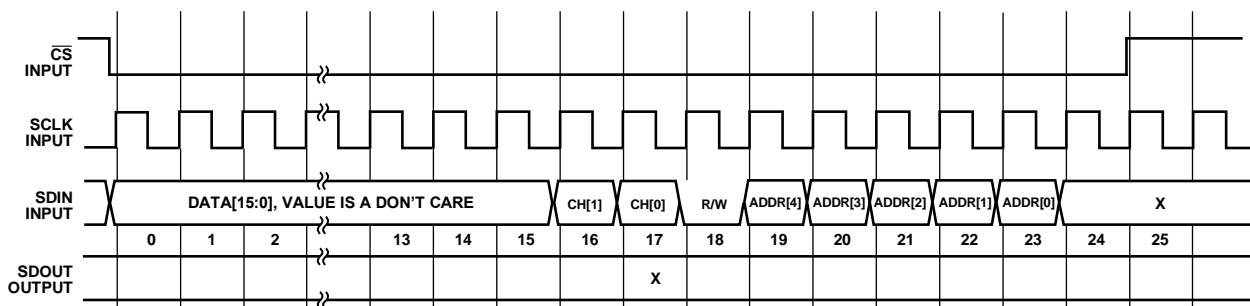 CS
INPUT
SCLK
INPUT
SDIN
INPUT
DATA[15:0], VALUE IS A DON'T CARE
CH[1]
CH[0]
R/W
ADDR[4]
ADDR[3]
ADDR[2]
ADDR[1]
ADDR[0]
X
0 1 2 13 14 15 16 17 18 19 20 21 22 23 24 25
SDOUT
OUTPUT
X